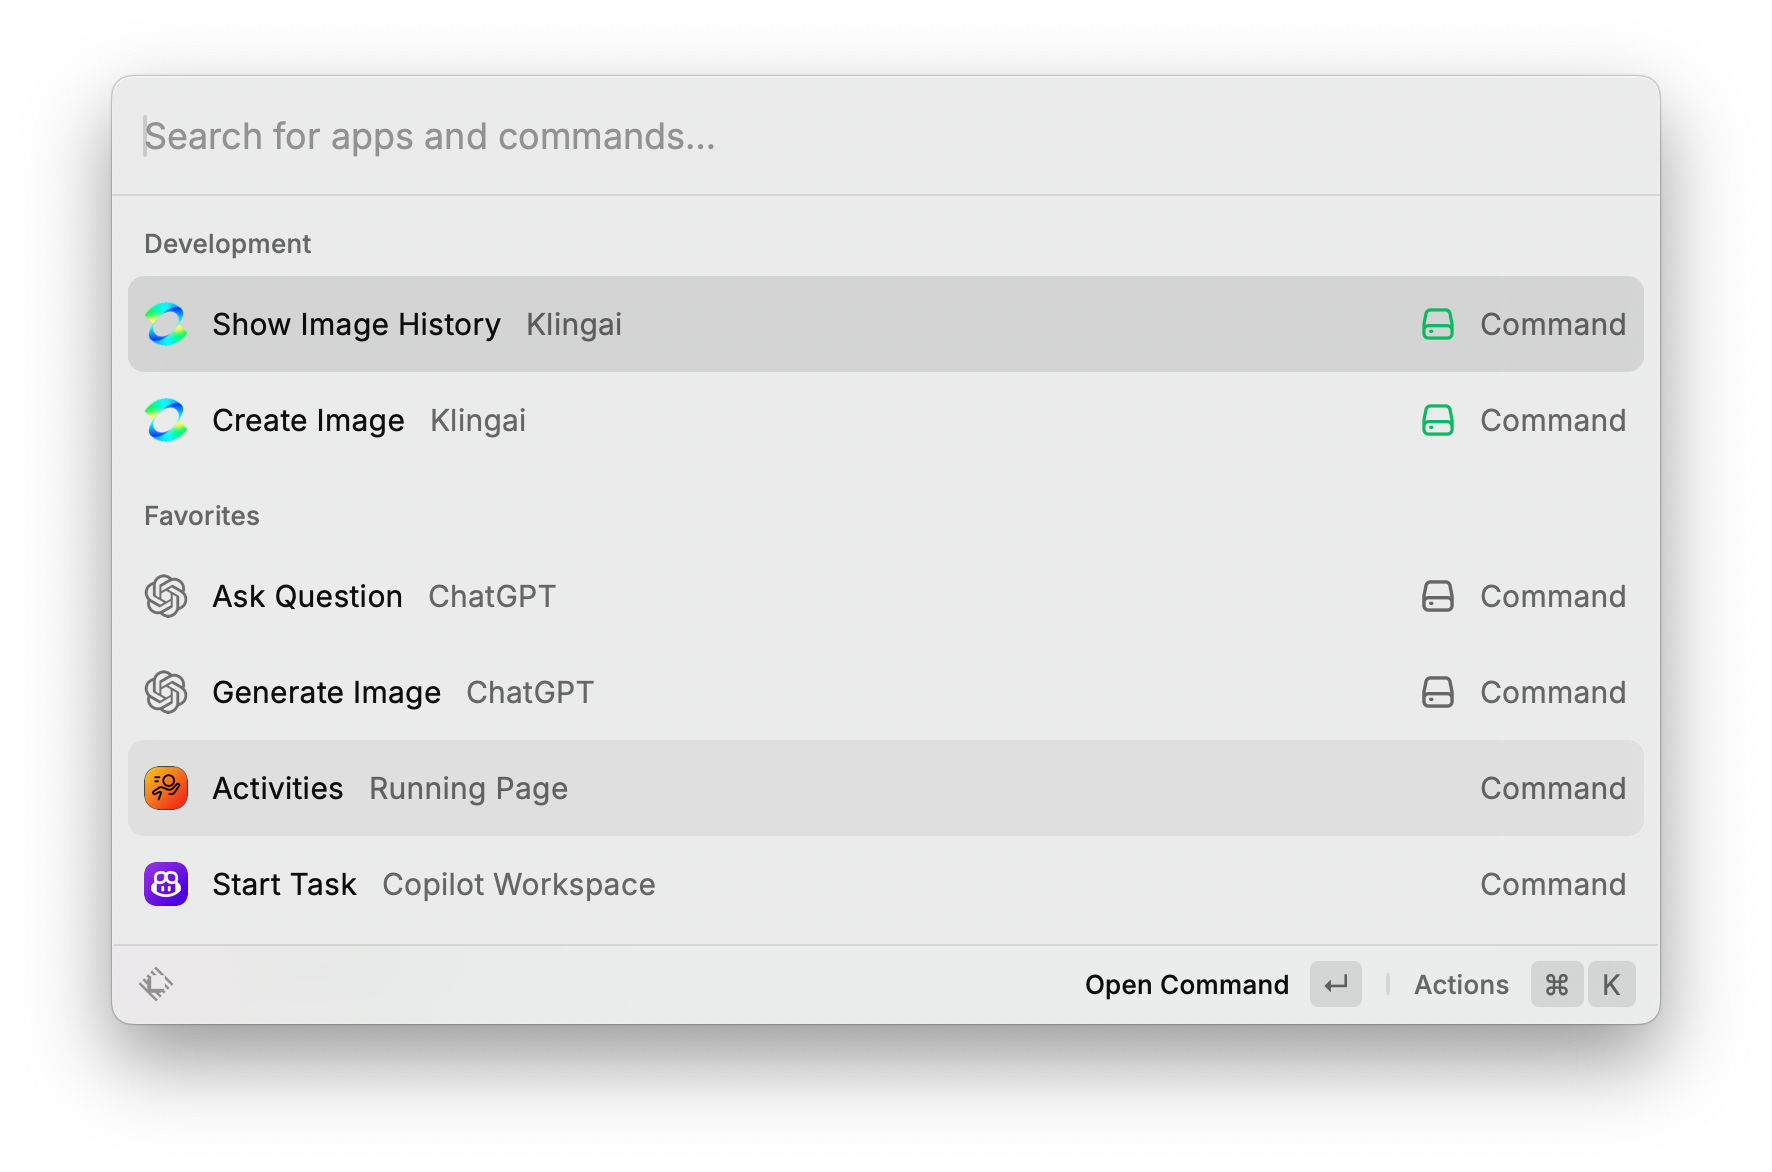 Search for apps and commands...
Development
Show Image History Klingai Command
Create Image Klingai Command
Favorites
Ask Question ChatGPT Command
Generate Image ChatGPT Command
Activities Running Page Command
Start Task Copilot Workspace Command
Open Command ↵ Actions ⌘ K